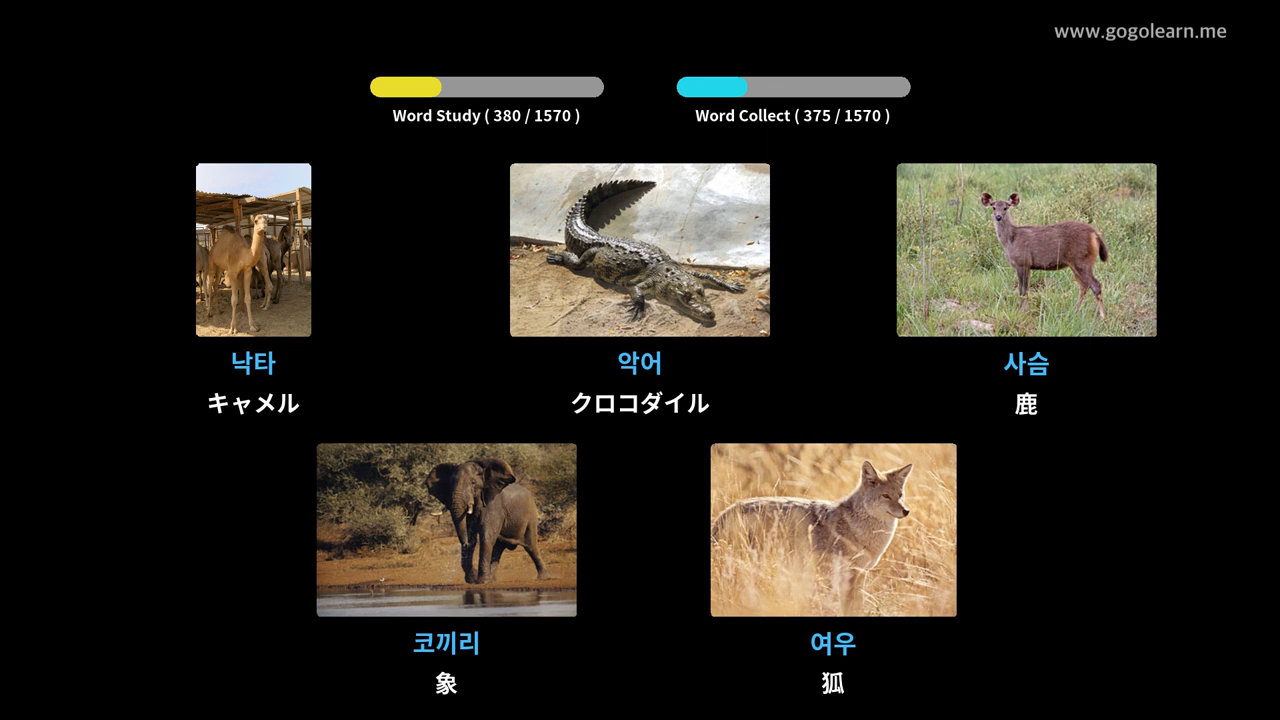 www.gogolearn.me
Word Study ( 380 / 1570 )
Word Collect ( 375 / 1570 )
낙타
キャメル
악어
クロコダイル
사슴
鹿
코끼리
象
여우
狐